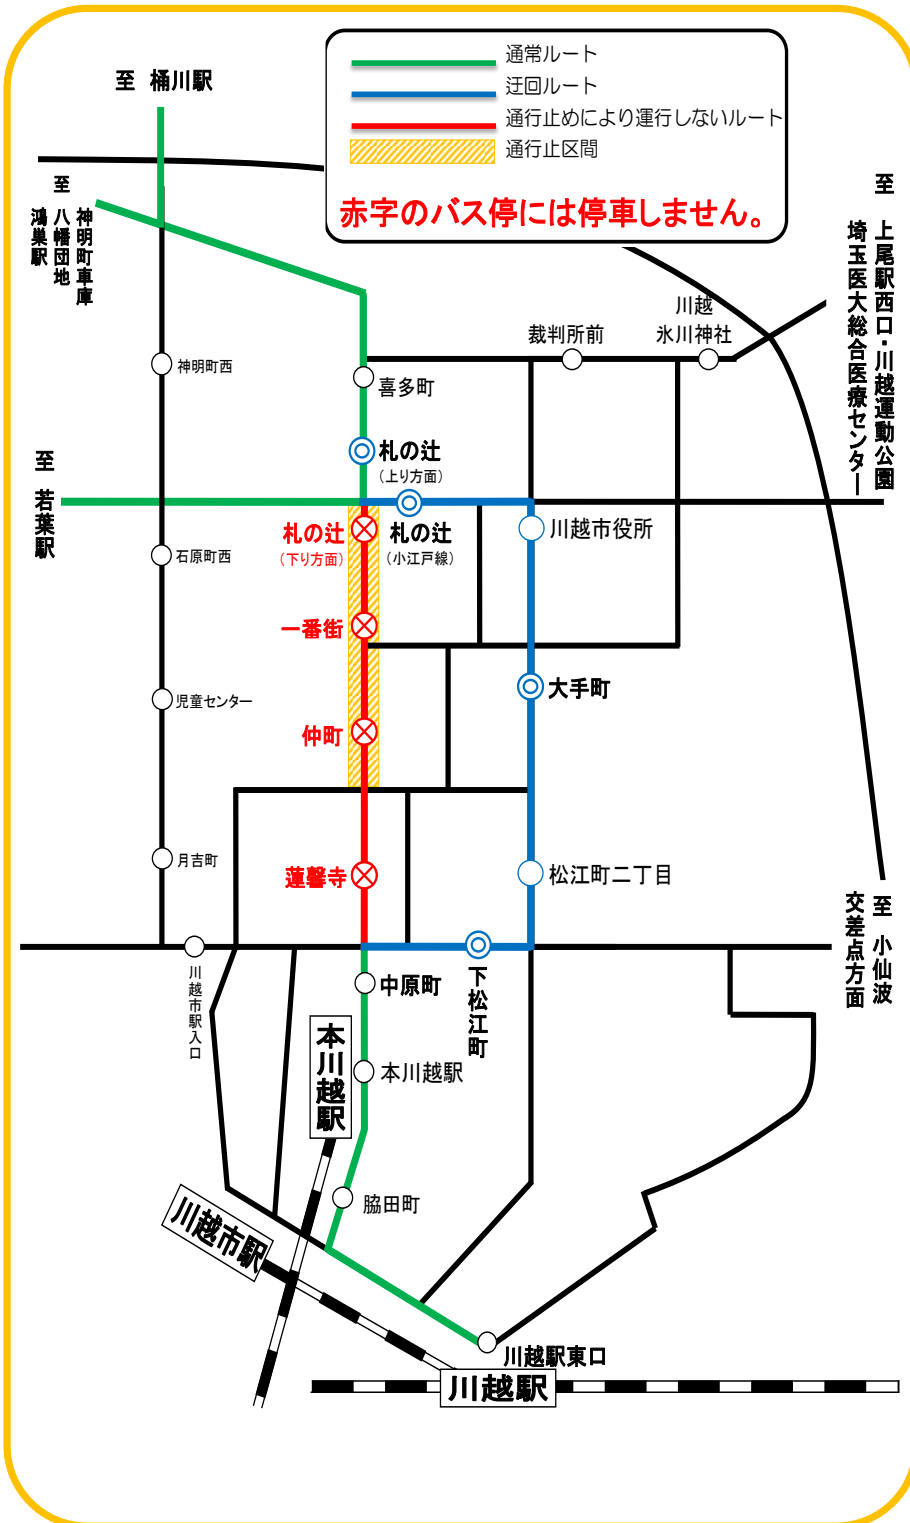 通常ルート
迂回ルート
通行止めにより運行しないルート
通行止区間
赤字のバス停には停車しません。
至 桶川駅
至
神明町車庫
八幡団地
鴻巣駅
至
上尾駅西口・川越運動公園
埼玉医大総合医療センター
川越
氷川神社
裁判所前
神明町西
喜多町
札の辻
(上り方面)
至 若葉駅
札の辻
(下り方面)
札の辻
(小江戸線)
川越市役所
石原町西
一番街
大手町
児童センター
仲町
月吉町
蓮馨寺
松江町二丁目
至 小仙波
交差点方面
川越市駅入口
中原町
下松江町
本川越駅
本川越駅
脇田町
川越市駅
川越駅東口
川越駅